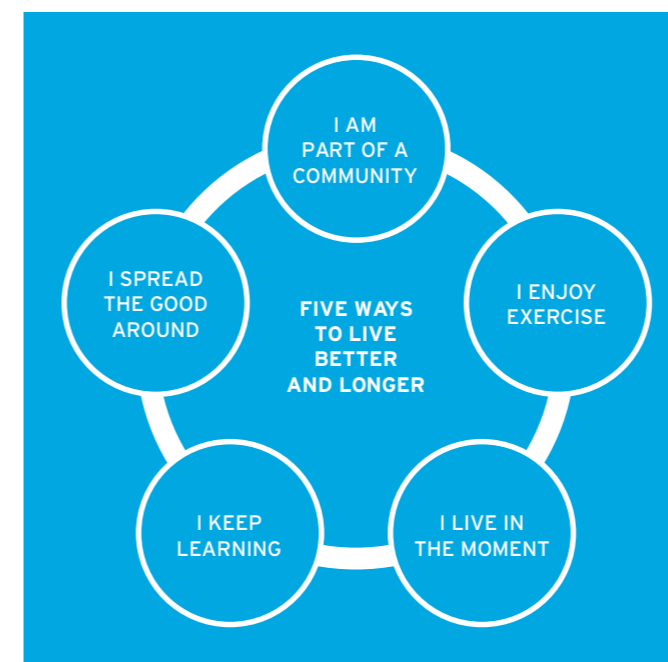 I AM
PART OF A
COMMUNITY
I SPREAD
THE GOOD
AROUND
FIVE WAYS
TO LIVE
BETTER
AND LONGER
I ENJOY
EXERCISE
I KEEP
LEARNING
I LIVE IN
THE MOMENT